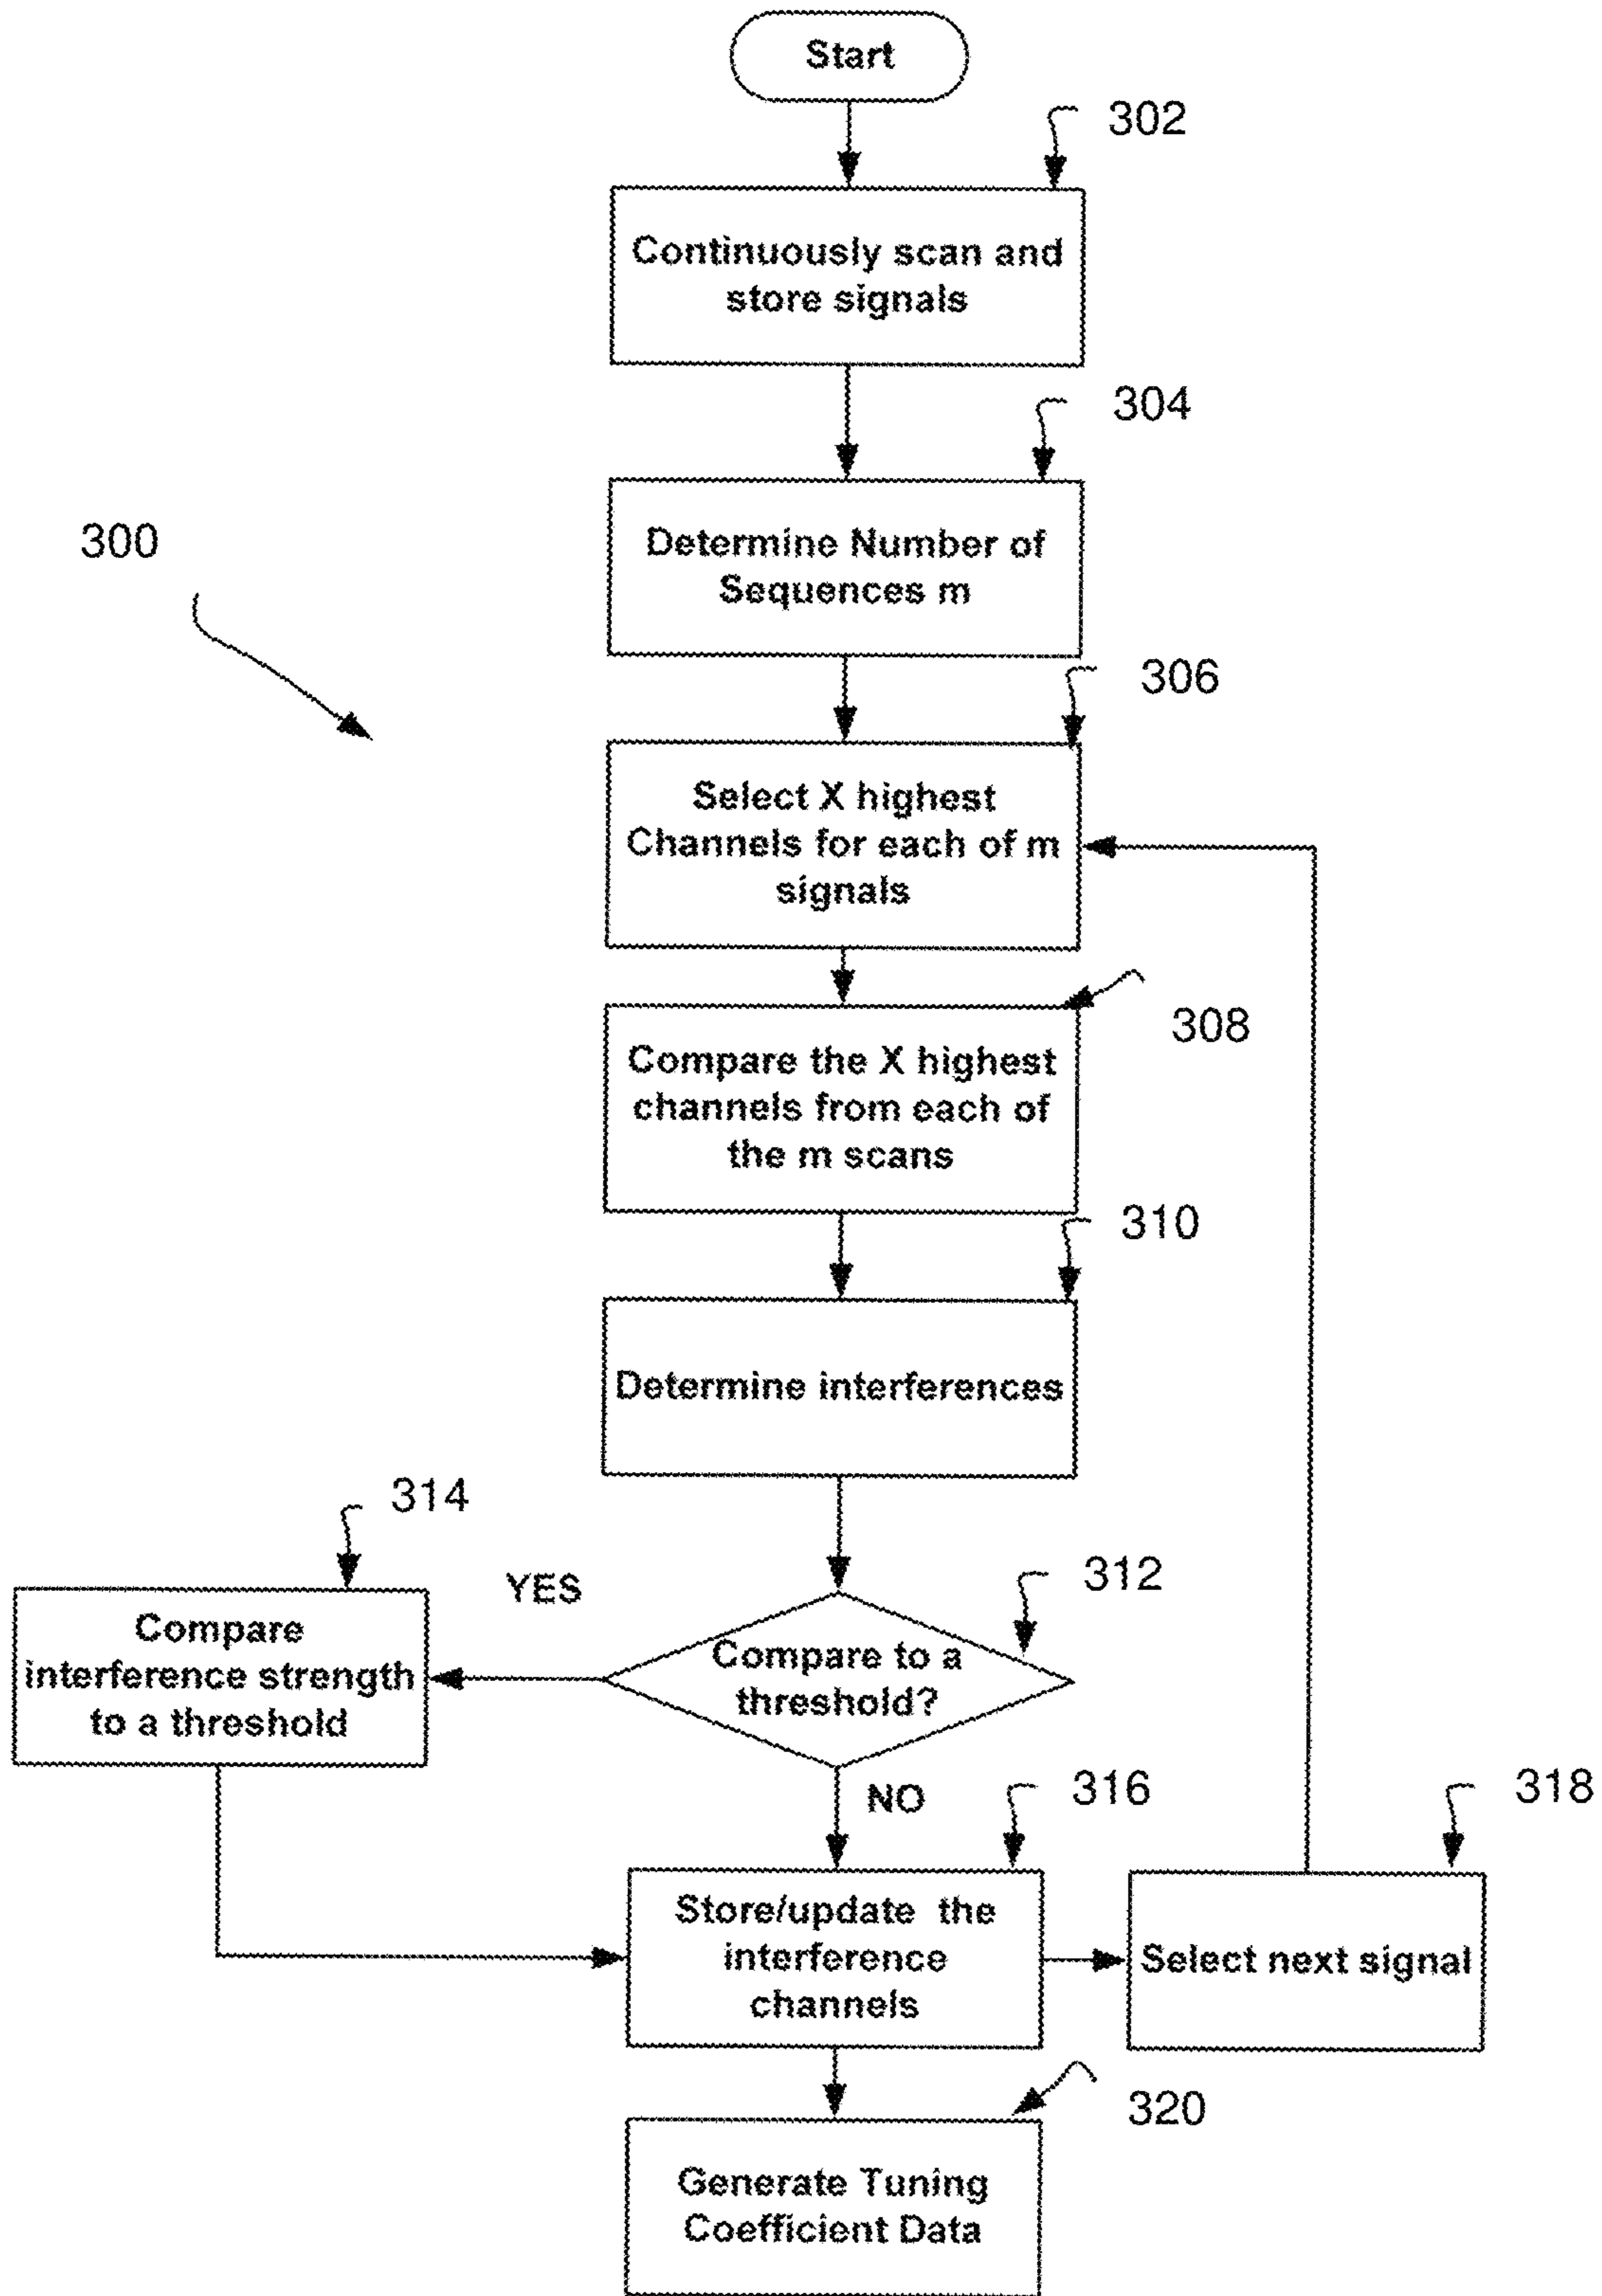 Start
302
Continuously scan and
store signals
304
Determine Number of
Sequences m
300
306
Select X highest
Channels for each of m
signals
308
Compare the X highest
channels from each of
the m scans
310
Determine interferences
314
YES
312
Compare
interference strength
to a threshold
Compare to a
threshold?
NO
316
318
Store/update the
interference
channels
Select next signal
320
Generate Tuning
Coefficient Data